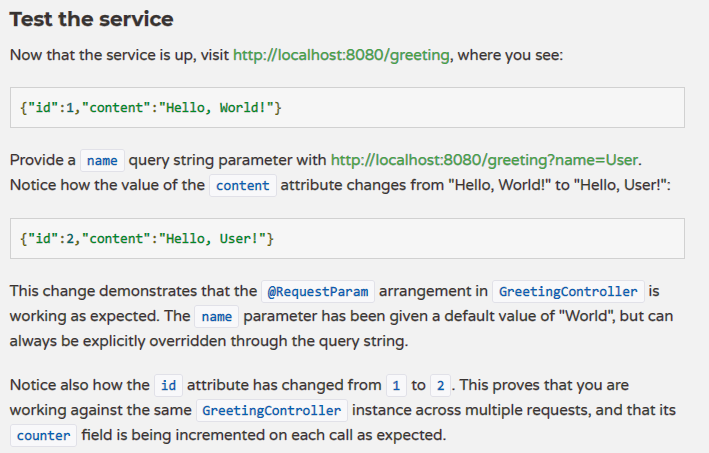 Test the service
Now that the service is up, visit http://localhost:8080/greeting, where you see:
{"id":1,"content":"Hello, World!"}
Provide a name query string parameter with http://localhost:8080/greeting?name=User.
Notice how the value of the content attribute changes from "Hello, World!" to "Hello, User!":
{"id":2,"content":"Hello, User!"}
This change demonstrates that the @RequestParam arrangement in GreetingController is
working as expected. The name parameter has been given a default value of "World", but can
always be explicitly overridden through the query string.
Notice also how the id attribute has changed from 1 to 2. This proves that you are
working against the same GreetingController instance across multiple requests, and that its
counter field is being incremented on each call as expected.